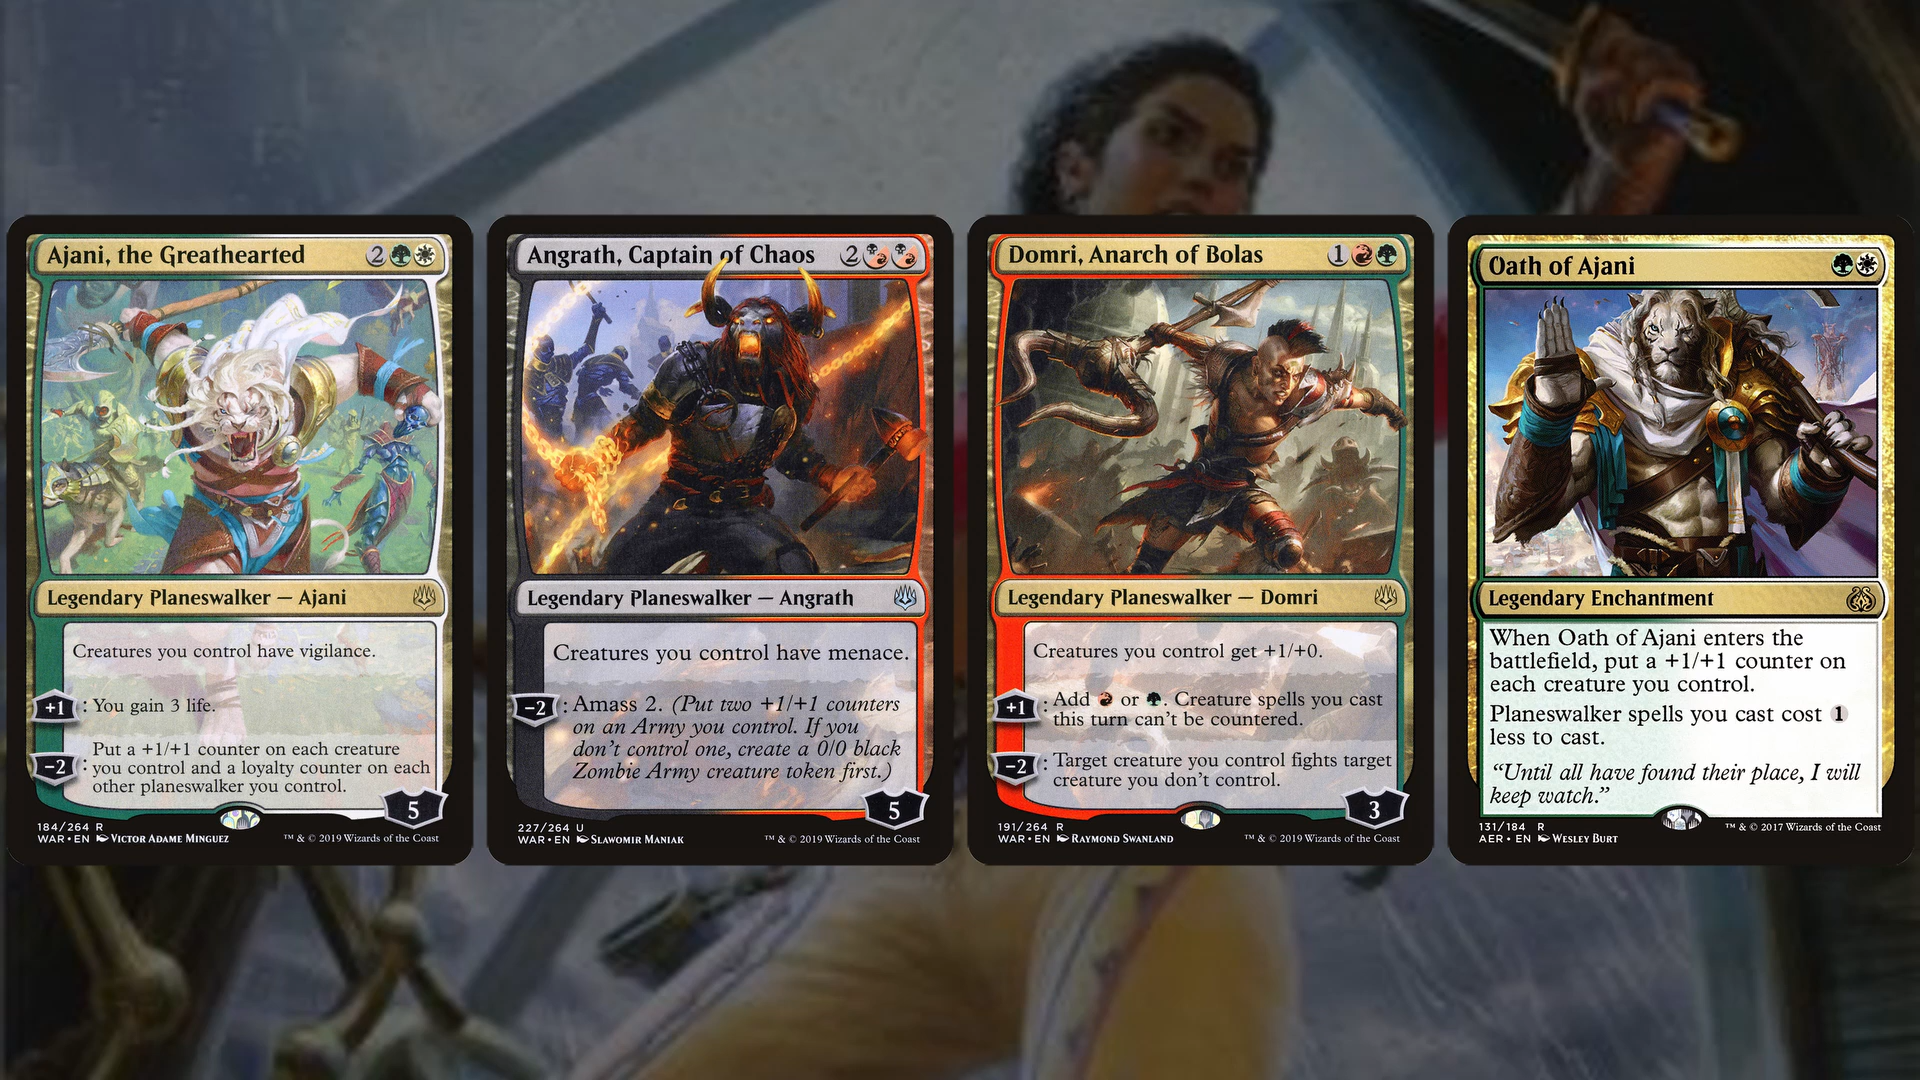 Ajani, the Greathearted 2
Legendary Planeswalker — Ajani
Creatures you control have vigilance.
+1 : You gain 3 life.
−2 : Put a +1/+1 counter on each creature
you control and a loyalty counter on each
other planeswalker you control.
5
184/264 R
WAR • EN Victor Adame Minguez
™ & © 2019 Wizards of the Coast
Angrath, Captain of Chaos 2
Legendary Planeswalker — Angrath
Creatures you control have menace.
−2 : Amass 2. (Put two +1/+1 counters
on an Army you control. If you
don't control one, create a 0/0 black
Zombie Army creature token first.)
5
227/264 U
WAR • EN Slawomir Maniak
™ & © 2019 Wizards of the Coast
Domri, Anarch of Bolas 1
Legendary Planeswalker — Domri
Creatures you control get +1/+0.
+1 : Add or . Creature spells you cast
this turn can't be countered.
−2 : Target creature you control fights target
creature you don't control.
3
191/264 R
WAR • EN Raymond Swanland
™ & © 2019 Wizards of the Coast
Oath of Ajani
Legendary Enchantment
When Oath of Ajani enters the
battlefield, put a +1/+1 counter on
each creature you control.
Planeswalker spells you cast cost 1
less to cast.
"Until all have found their place, I will
keep watch."
131/184 R
AER • EN Wesley Burt
™ & © 2017 Wizards of the Coast